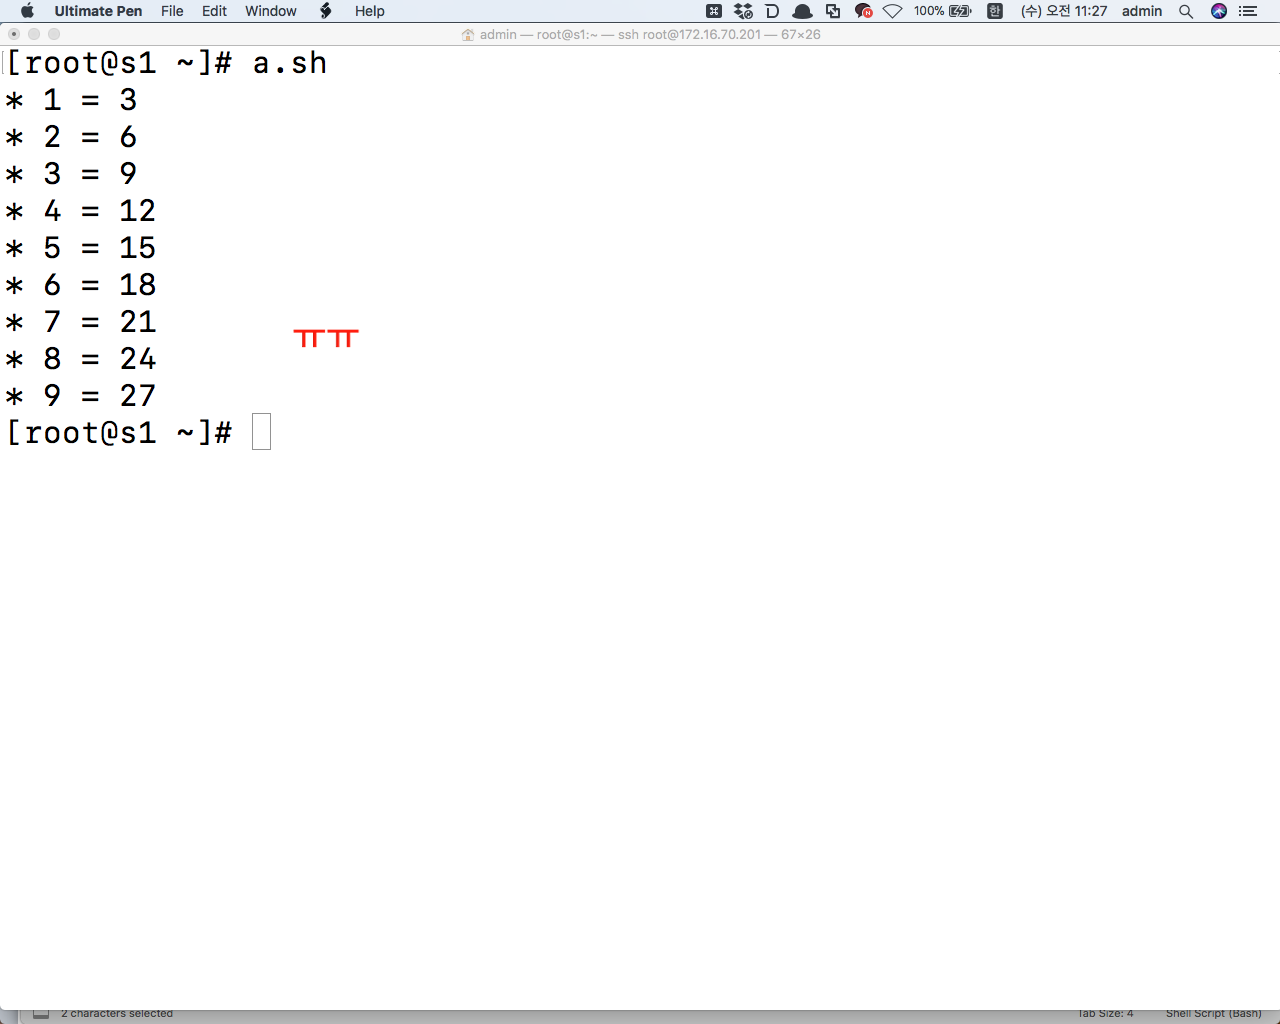 Ultimate Pen File Edit Window Help 100% 한 (수) 오전 11:27 admin
admin — root@s1:~ — ssh root@172.16.70.201 — 67×26
[root@s1 ~]# a.sh
* 1 = 3
* 2 = 6
* 3 = 9
* 4 = 12
* 5 = 15
* 6 = 18
* 7 = 21
ㅠㅠ
* 8 = 24
* 9 = 27
[root@s1 ~]#
2 characters selected Tab Size: 4 Shell Script (Bash)